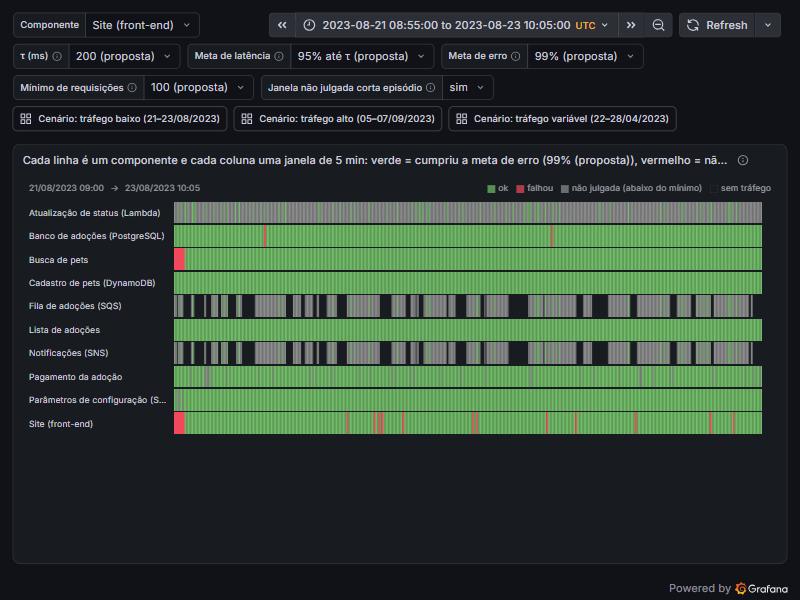 Componente Site (front-end) 2023-08-21 08:55:00 to 2023-08-23 10:05:00 UTC Refresh
τ (ms) 200 (proposta) Meta de latência 95% até τ (proposta) Meta de erro 99% (proposta)
Mínimo de requisições 100 (proposta) Janela não julgada corta episódio sim
Cenário: tráfego baixo (21–23/08/2023) Cenário: tráfego alto (05–07/09/2023) Cenário: tráfego variável (22–28/04/2023)
Cada linha é um componente e cada coluna uma janela de 5 min: verde = cumpriu a meta de erro (99% (proposta)), vermelho = nã...
21/08/2023 09:00 → 23/08/2023 10:05 ok falhou não julgada (abaixo do mínimo) sem tráfego
Atualização de status (Lambda)
Banco de adoções (PostgreSQL)
Busca de pets
Cadastro de pets (DynamoDB)
Fila de adoções (SQS)
Lista de adoções
Notificações (SNS)
Pagamento da adoção
Parâmetros de configuração (S...
Site (front-end)
Powered by Grafana